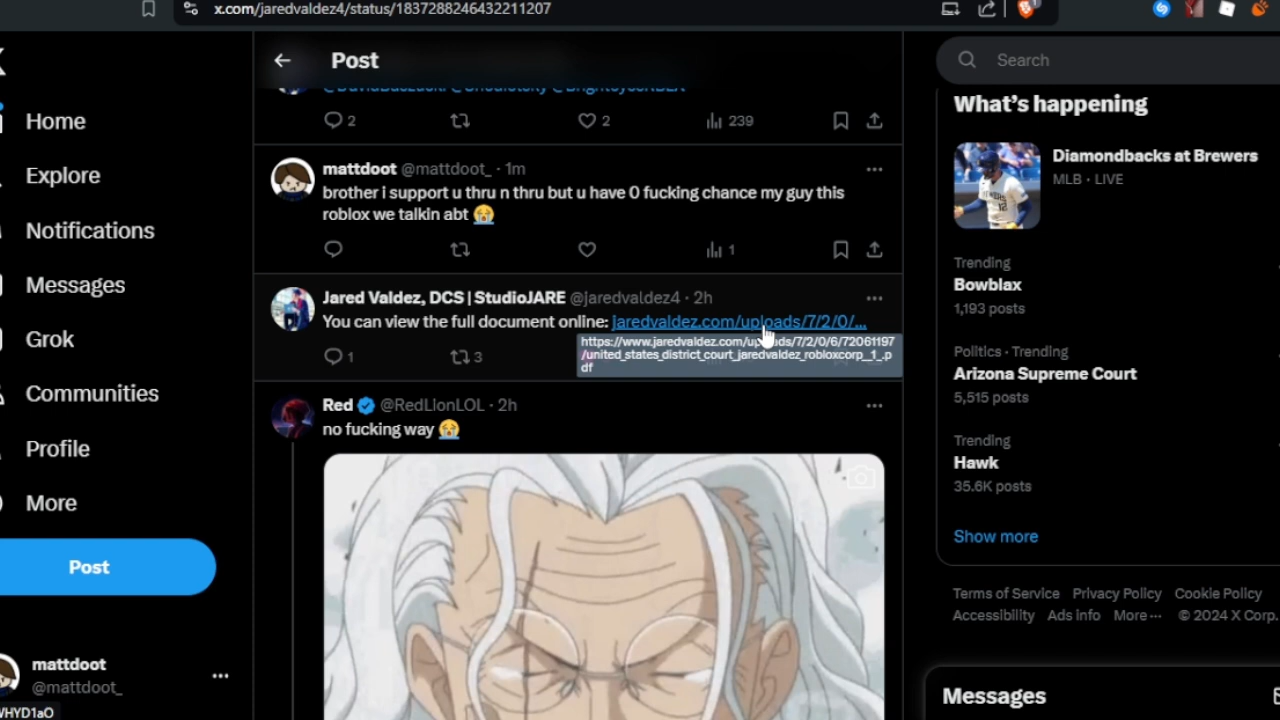 x.com/jaredvaldez4/status/1837288246432211207
Home
Explore
Notifications
Messages
Grok
Communities
Profile
More
Post
mattdoot
@mattdoot_
Post
2
2
239
mattdoot @mattdoot_ · 1m
brother i support u thru n thru but u have 0 fucking chance my guy this
roblox we talkin abt 😭
1
Jared Valdez, DCS | StudioJARE @jaredvaldez4 · 2h
You can view the full document online: jaredvaldez.com/uploads/7/2/0/...
https://www.jaredvaldez.com/uploads/7/2/0/6/72061197
/united_states_district_court_jaredvaldez_robloxcorp_1_.p
df
1
3
Red @RedLIonLOL · 2h
no fucking way 😭
Search
What's happening
Diamondbacks at Brewers
MLB · LIVE
Trending
Bowblax
1,193 posts
Politics · Trending
Arizona Supreme Court
5,515 posts
Trending
Hawk
35.6K posts
Show more
Terms of Service Privacy Policy Cookie Policy
Accessibility Ads info More ··· © 2024 X Corp.
Messages